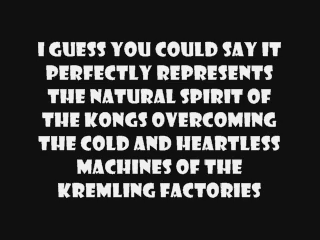 I GUESS YOU COULD SAY IT
PERFECTLY REPRESENTS
THE NATURAL SPIRIT OF
THE KONGS OVERCOMING
THE COLD AND HEARTLESS
MACHINES OF THE
KREMLING FACTORIES